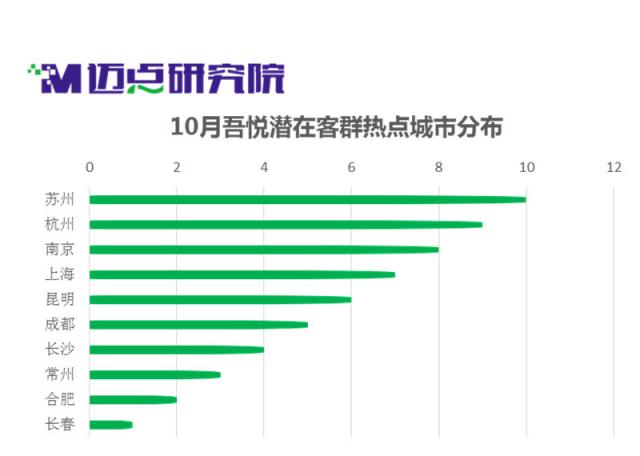 M迈点研究院
10月吾悦潜在客群热点城市分布
0 2 4 6 8 10 12
苏州
杭州
南京
上海
昆明
成都
长沙
常州
合肥
长春